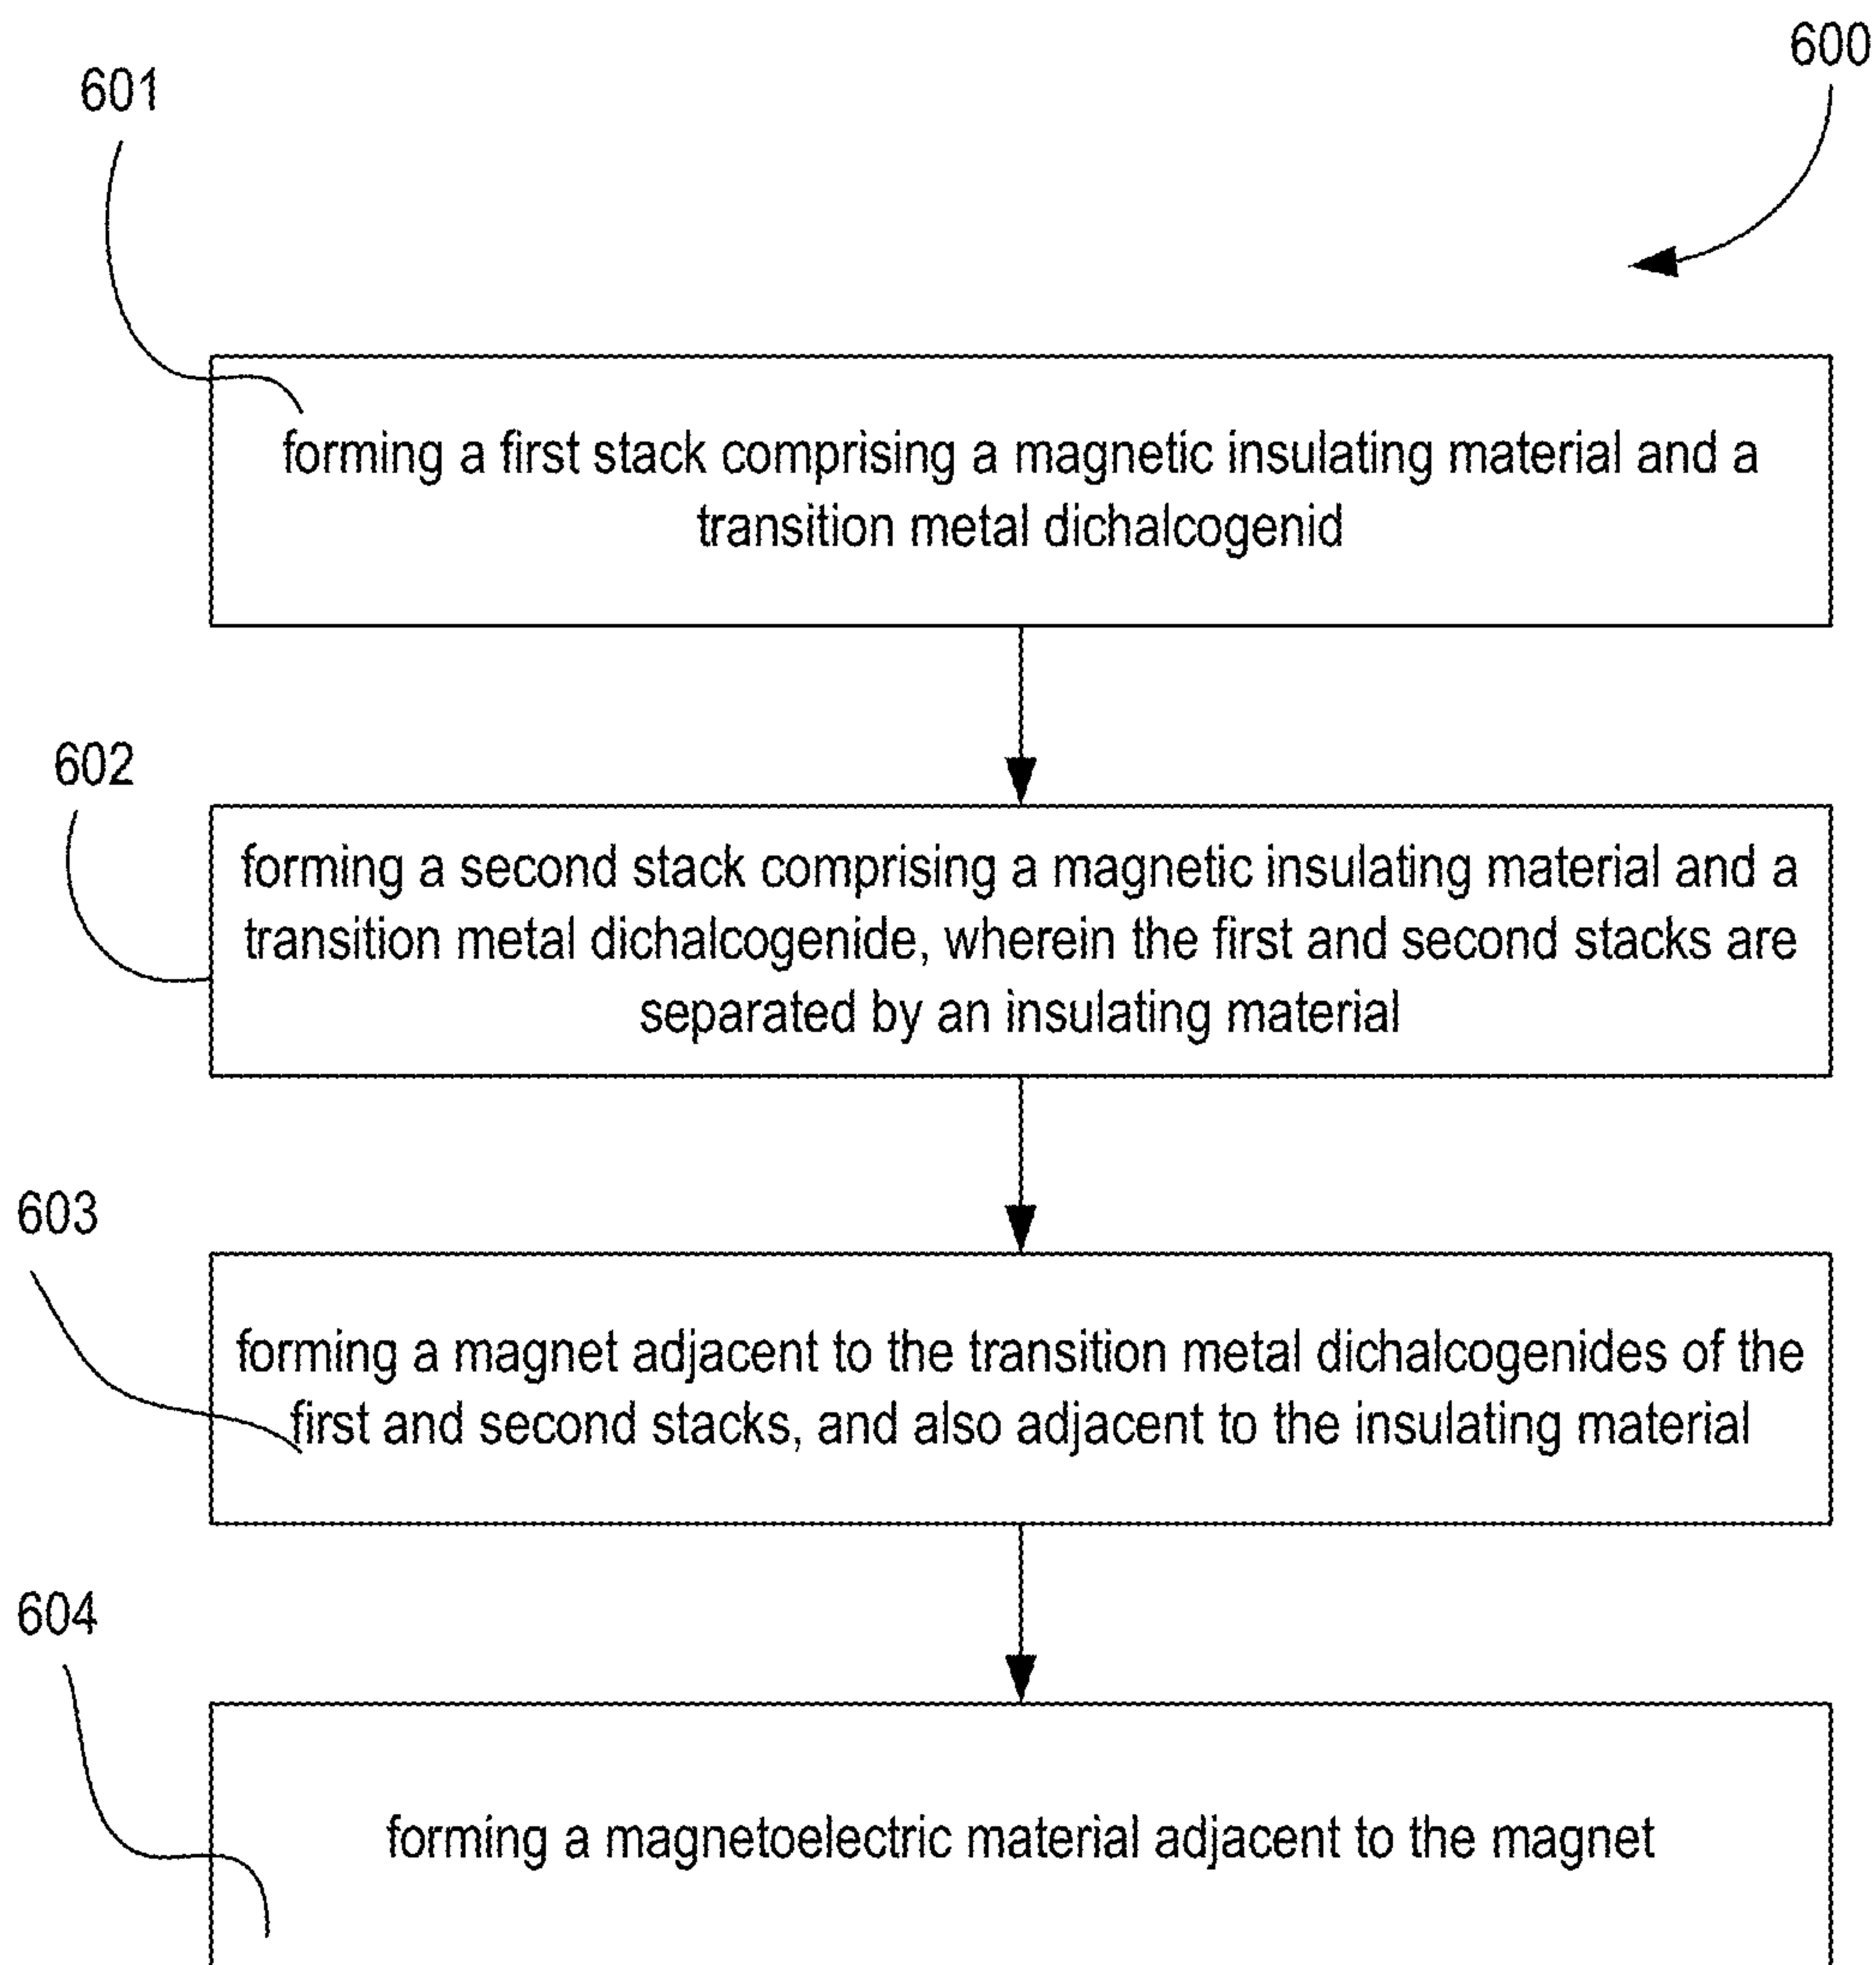 600
601
forming a first stack comprising a magnetic insulating material and a
transition metal dichalcogenid
602
forming a second stack comprising a magnetic insulating material and a
transition metal dichalcogenide, wherein the first and second stacks are
separated by an insulating material
603
forming a magnet adjacent to the transition metal dichalcogenides of the
first and second stacks, and also adjacent to the insulating material
604
forming a magnetoelectric material adjacent to the magnet